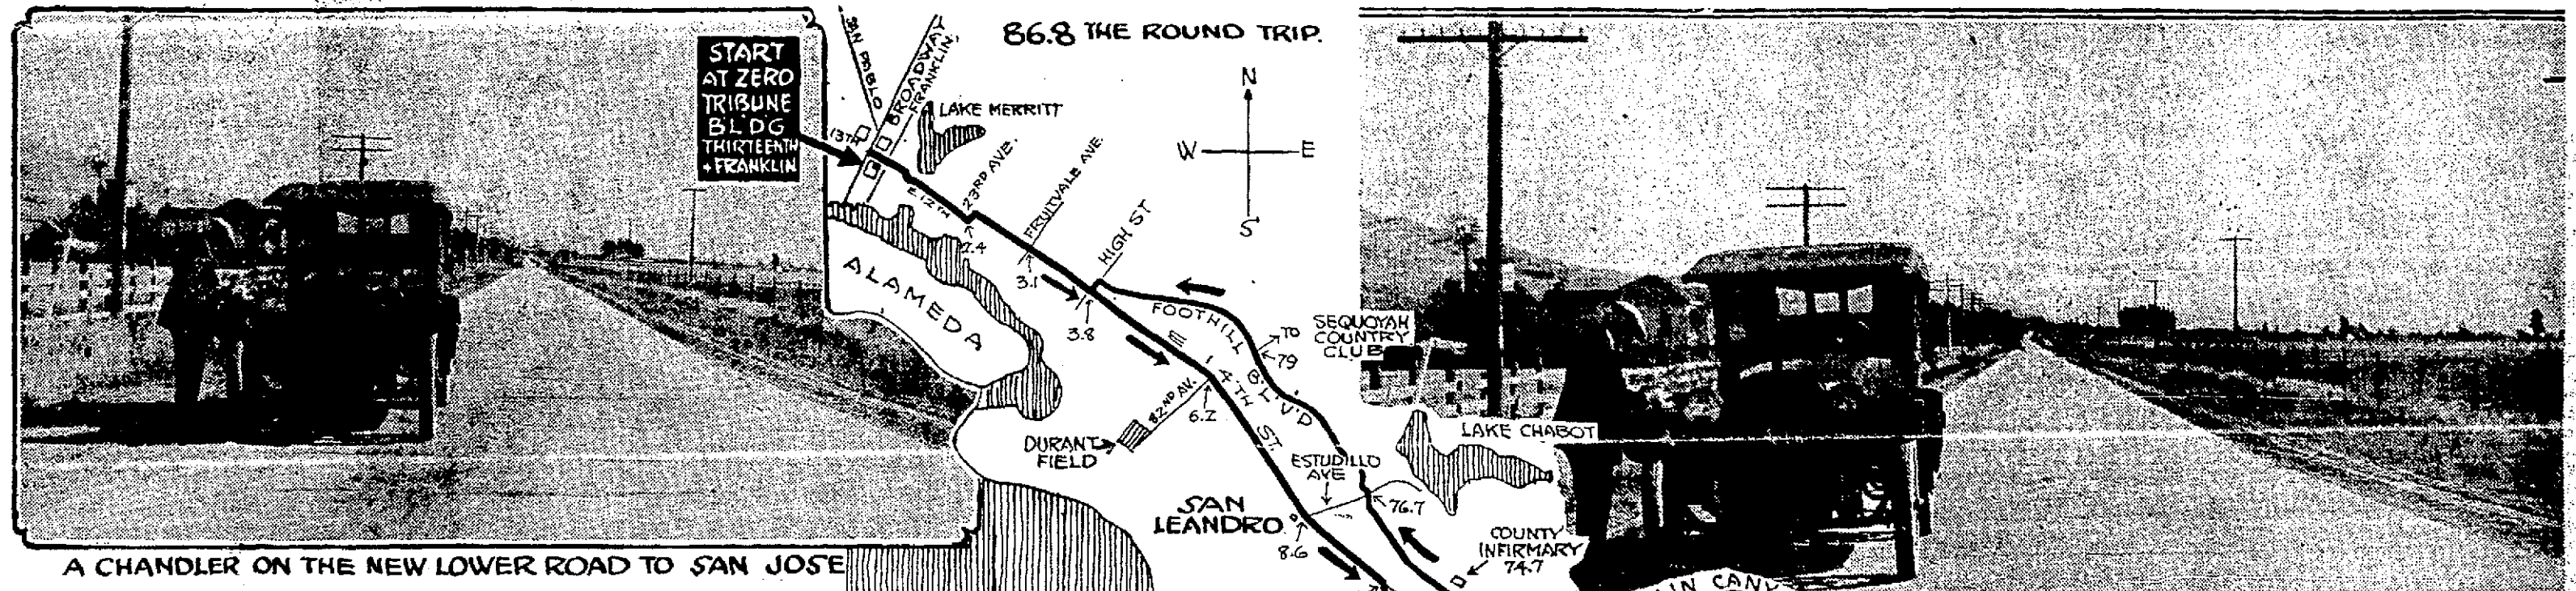 START
AT ZERO
TRIBUNE
BLDG
THIRTEENTH
+ FRANKLIN
SAN PABLO
BROADWAY
FRANKLIN.
86.8 THE ROUND TRIP.
13TH
LAKE MERRITT
N
W E
S
E 12TH
23RD AVE.
FRUITVALE AVE.
HIGH ST
2.4
3.1
3.8
ALAMEDA
FOOTHILL BL'V'D
E 14TH ST.
TO
SEQUOYAH
COUNTRY
CLUB
79
82ND AV.
6.2
DURANT
FIELD
LAKE CHABOT
ESTUDILLO
AVE
76.7
SAN
LEANDRO
8.6
COUNTY
INFIRMARY
74.7
A CHANDLER ON THE NEW LOWER ROAD TO SAN JOSE
IN